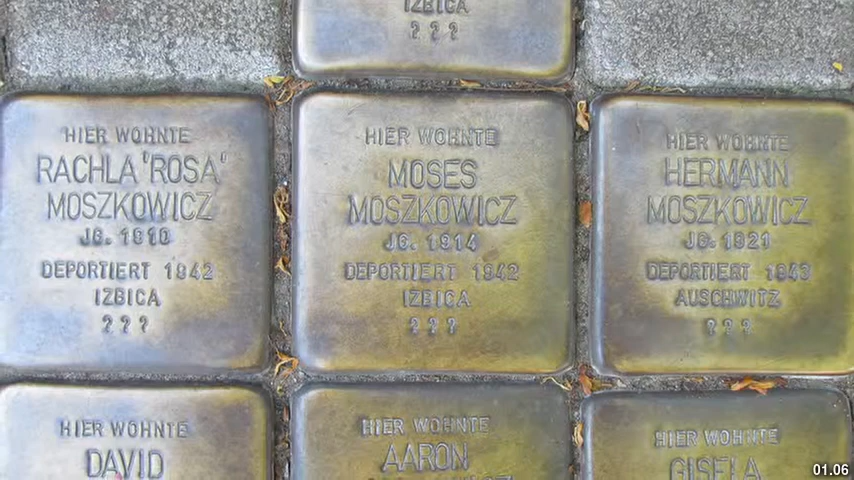 IZBICA
? ? ?
HIER WOHNTE
RACHLA 'ROSA'
MOSZKOWICZ
JG. 1910
DEPORTIERT 1942
IZBICA
? ? ?
HIER WOHNTE
MOSES
MOSZKOWICZ
JG. 1914
DEPORTIERT 1942
IZBICA
? ? ?
HIER WOHNTE
HERMANN
MOSZKOWICZ
JG. 1921
DEPORTIERT 1943
AUSCHWITZ
? ? ?
HIER WOHNTE
DAVID
HIER WOHNTE
AARON
HIER WOHNTE
GISELA
01.06